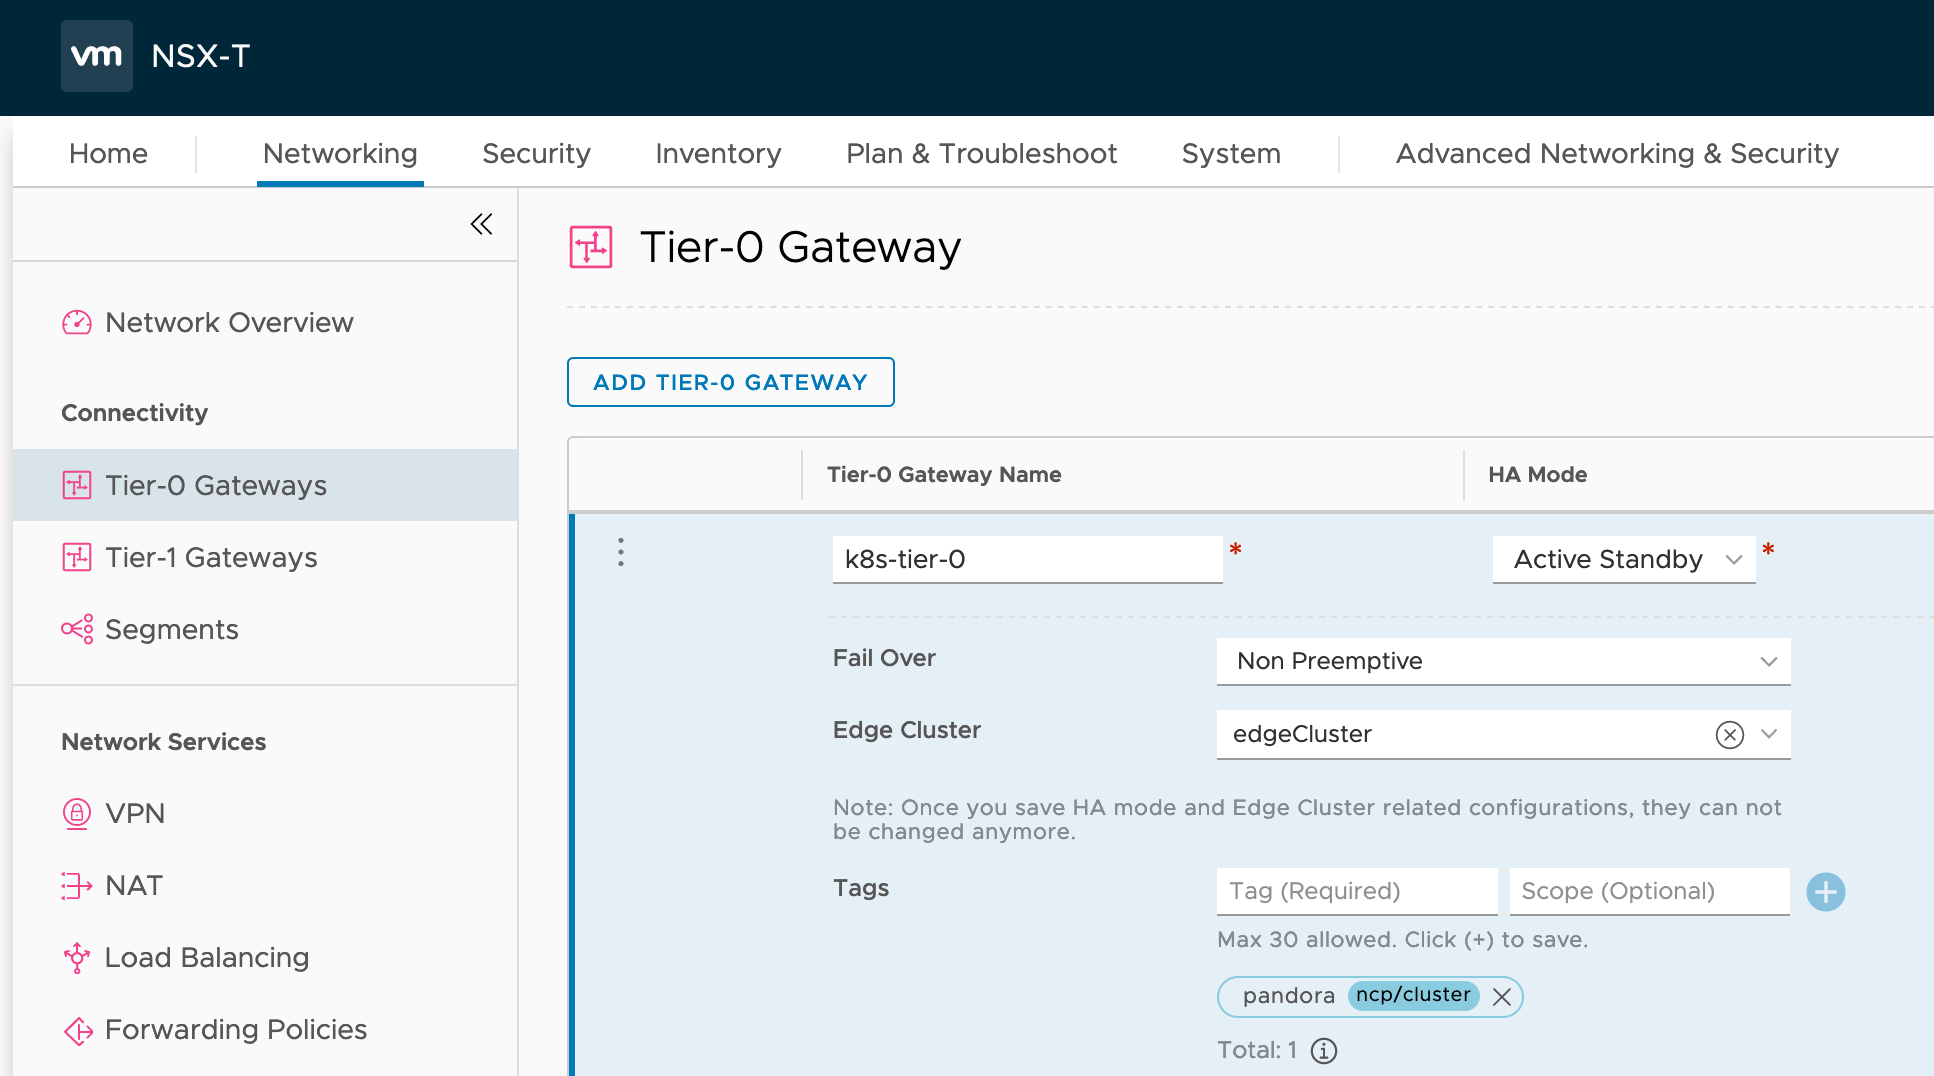 vm NSX-T
Home Networking Security Inventory Plan & Troubleshoot System Advanced Networking & Security
Tier-0 Gateway
Network Overview
ADD TIER-0 GATEWAY
Connectivity
Tier-0 Gateway Name HA Mode
Tier-0 Gateways
k8s-tier-0 * Active Standby *
Tier-1 Gateways
Segments
Fail Over Non Preemptive
Edge Cluster edgeCluster
Network Services
Note: Once you save HA mode and Edge Cluster related configurations, they can not
be changed anymore.
VPN
Tags Tag (Required) Scope (Optional)
NAT
Max 30 allowed. Click (+) to save.
Load Balancing
pandora ncp/cluster
Forwarding Policies
Total: 1